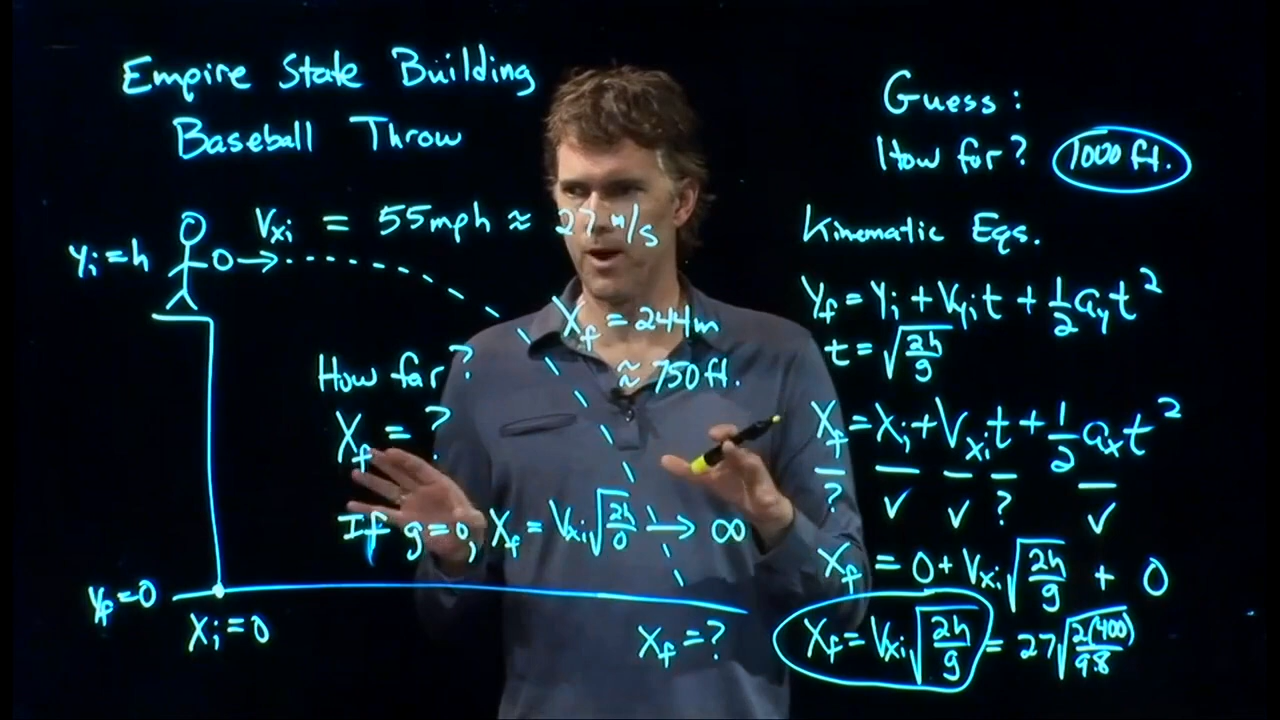 Empire State Building
Baseball Throw
Guess:
How far? 1000 ft.
Vxi = 55mph ≈ 27 m/s
yi = h
Kinematic Eqs.
Yf = Yi + Vyi t + 1/2 ay t²
t = √(2h/g)
Xf = 244m
≈ 750 ft.
How far?
Xf = ?
Xf = Xi + Vxi t + 1/2 ax t²
? ✓ ✓ ? ✓
If g=0, Xf = Vxi √(2h/0) → ∞
Xf = 0 + Vxi √(2h/g) + 0
yf = 0
Xi = 0
Xf = ?
Xf = Vxi √(2h/g) = 27 √(2(400)/9.8)